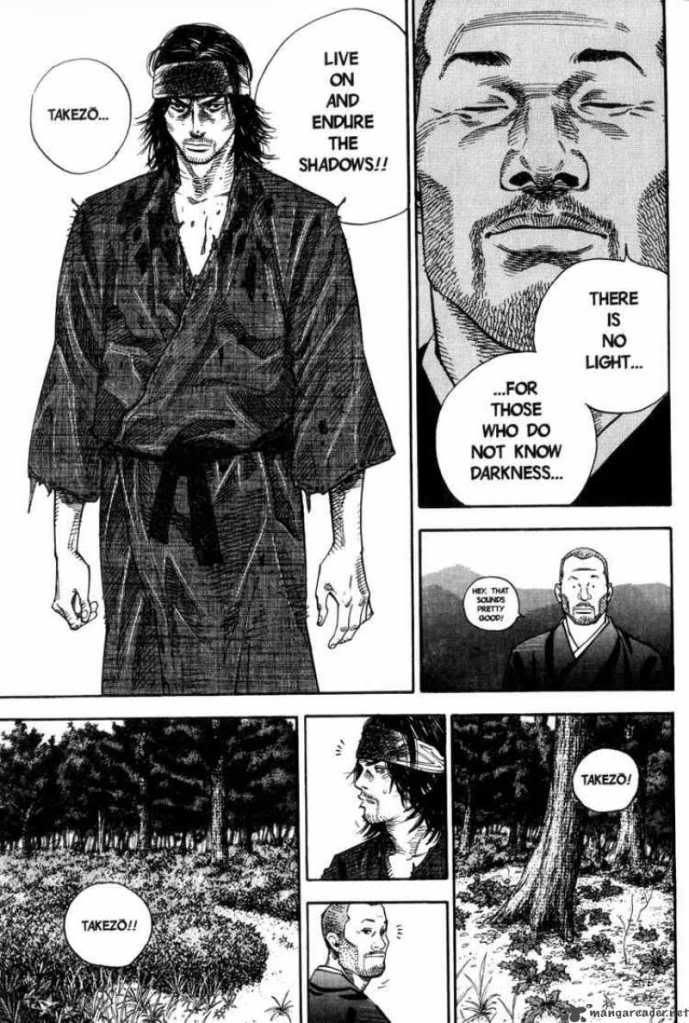 THERE
IS
NO
LIGHT...
...FOR
THOSE
WHO DO
NOT KNOW
DARKNESS...
LIVE
ON
AND
ENDURE
THE
SHADOWS!!
TAKEZŌ...
HEY, THAT
SOUNDS
PRETTY
GOOD!
TAKEZŌ!
TAKEZŌ!!
mangareader.net